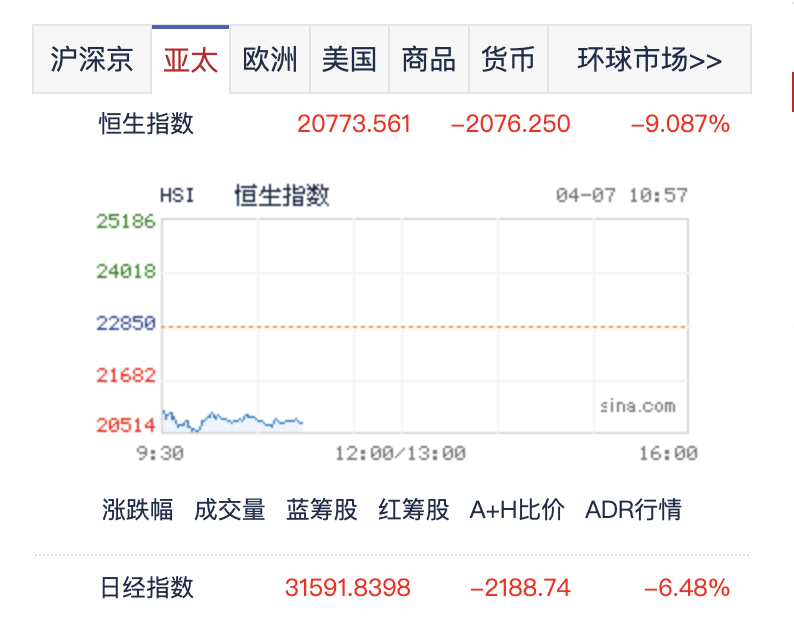 沪深京 亚太 欧洲 美国 商品 货币 环球市场>>
恒生指数 20773.561 -2076.250 -9.087%
HSI 恒生指数 04-07 10:57
25186
24018
22850
21682
sina.com
20514
9:30 12:00/13:00 16:00
涨跌幅 成交量 蓝筹股 红筹股 A+H比价 ADR行情
日经指数 31591.8398 -2188.74 -6.48%